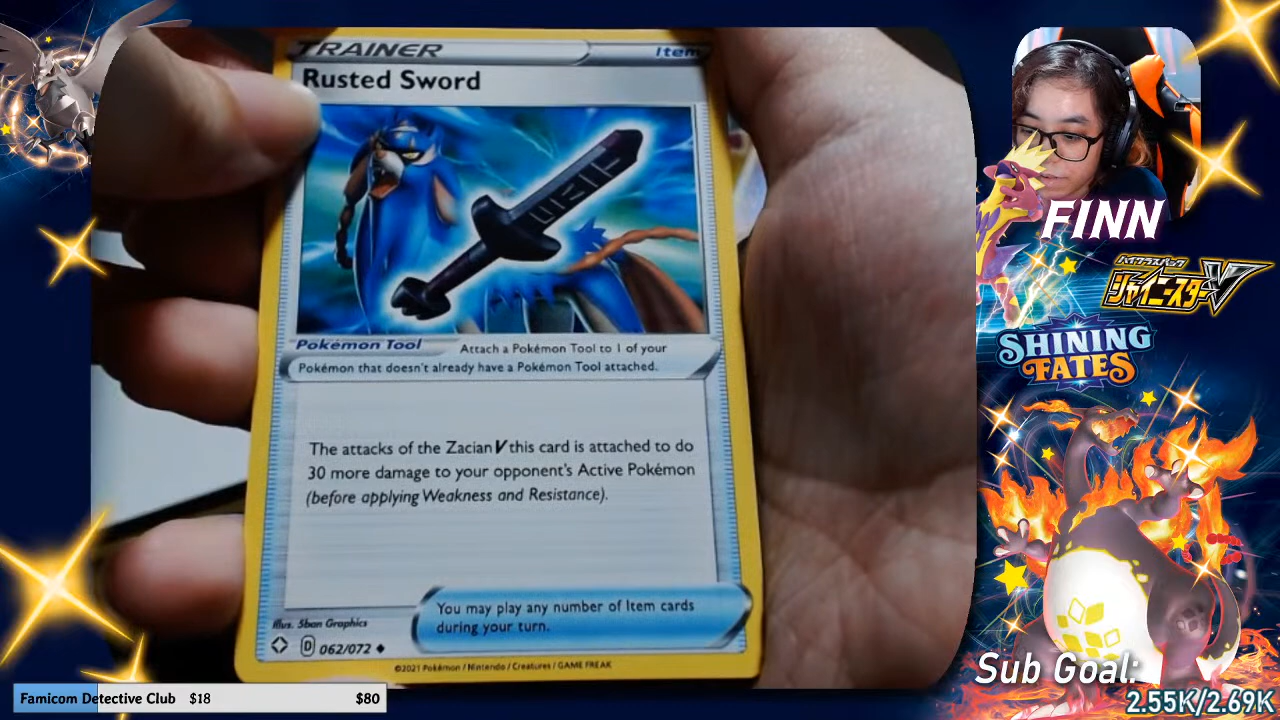 TRAINER
Item
Rusted Sword
Pokémon Tool
Attach a Pokémon Tool to 1 of your
Pokémon that doesn't already have a Pokémon Tool attached.
The attacks of the Zacian V this card is attached to do
30 more damage to your opponent's Active Pokémon
(before applying Weakness and Resistance).
You may play any number of Item cards
during your turn.
Illus. 5ban Graphics
D 062/072
©2021 Pokémon / Nintendo / Creatures / GAME FREAK
FINN
ハイクラスパック
シャイニースターV
SHINING
FATES
Sub Goal:
2.55K/2.69K
Famicom Detective Club $18 $80